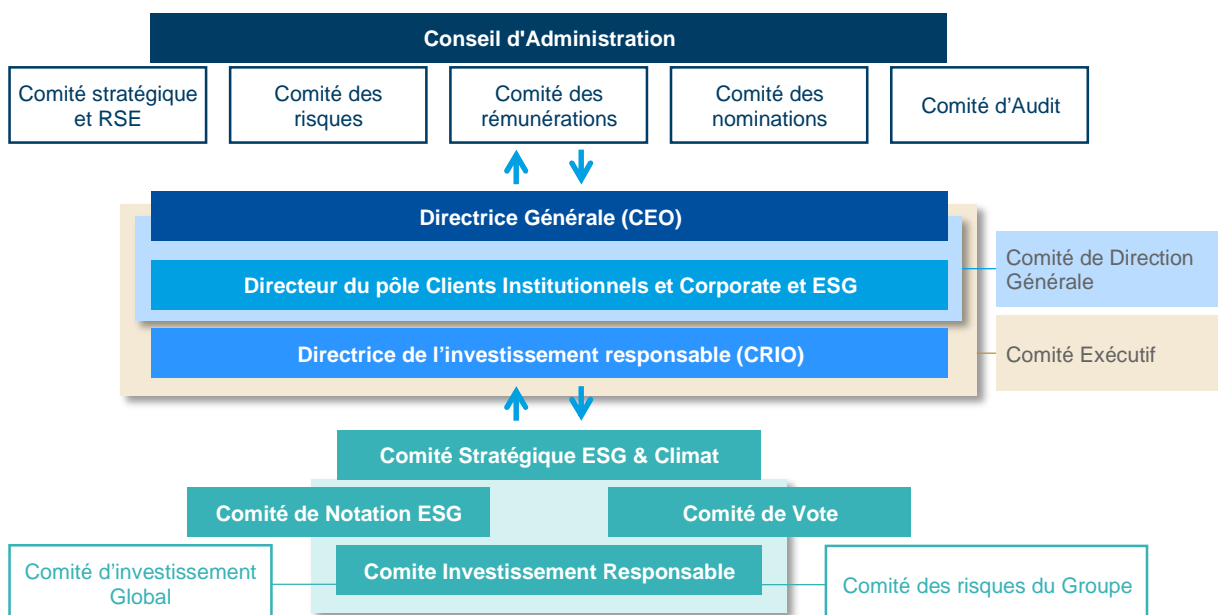 Conseil d'Administration
Comité stratégique
et RSE
Comité des
risques
Comité des
rémunérations
Comité des
nominations
Comité d’Audit
Directrice Générale (CEO)
Directeur du pôle Clients Institutionnels et Corporate et ESG
Comité de Direction
Générale
Directrice de l’investissement responsable (CRIO)
Comité Exécutif
Comité Stratégique ESG & Climat
Comité de Notation ESG
Comité de Vote
Comité d’investissement
Global
Comite Investissement Responsable
Comité des risques du Groupe